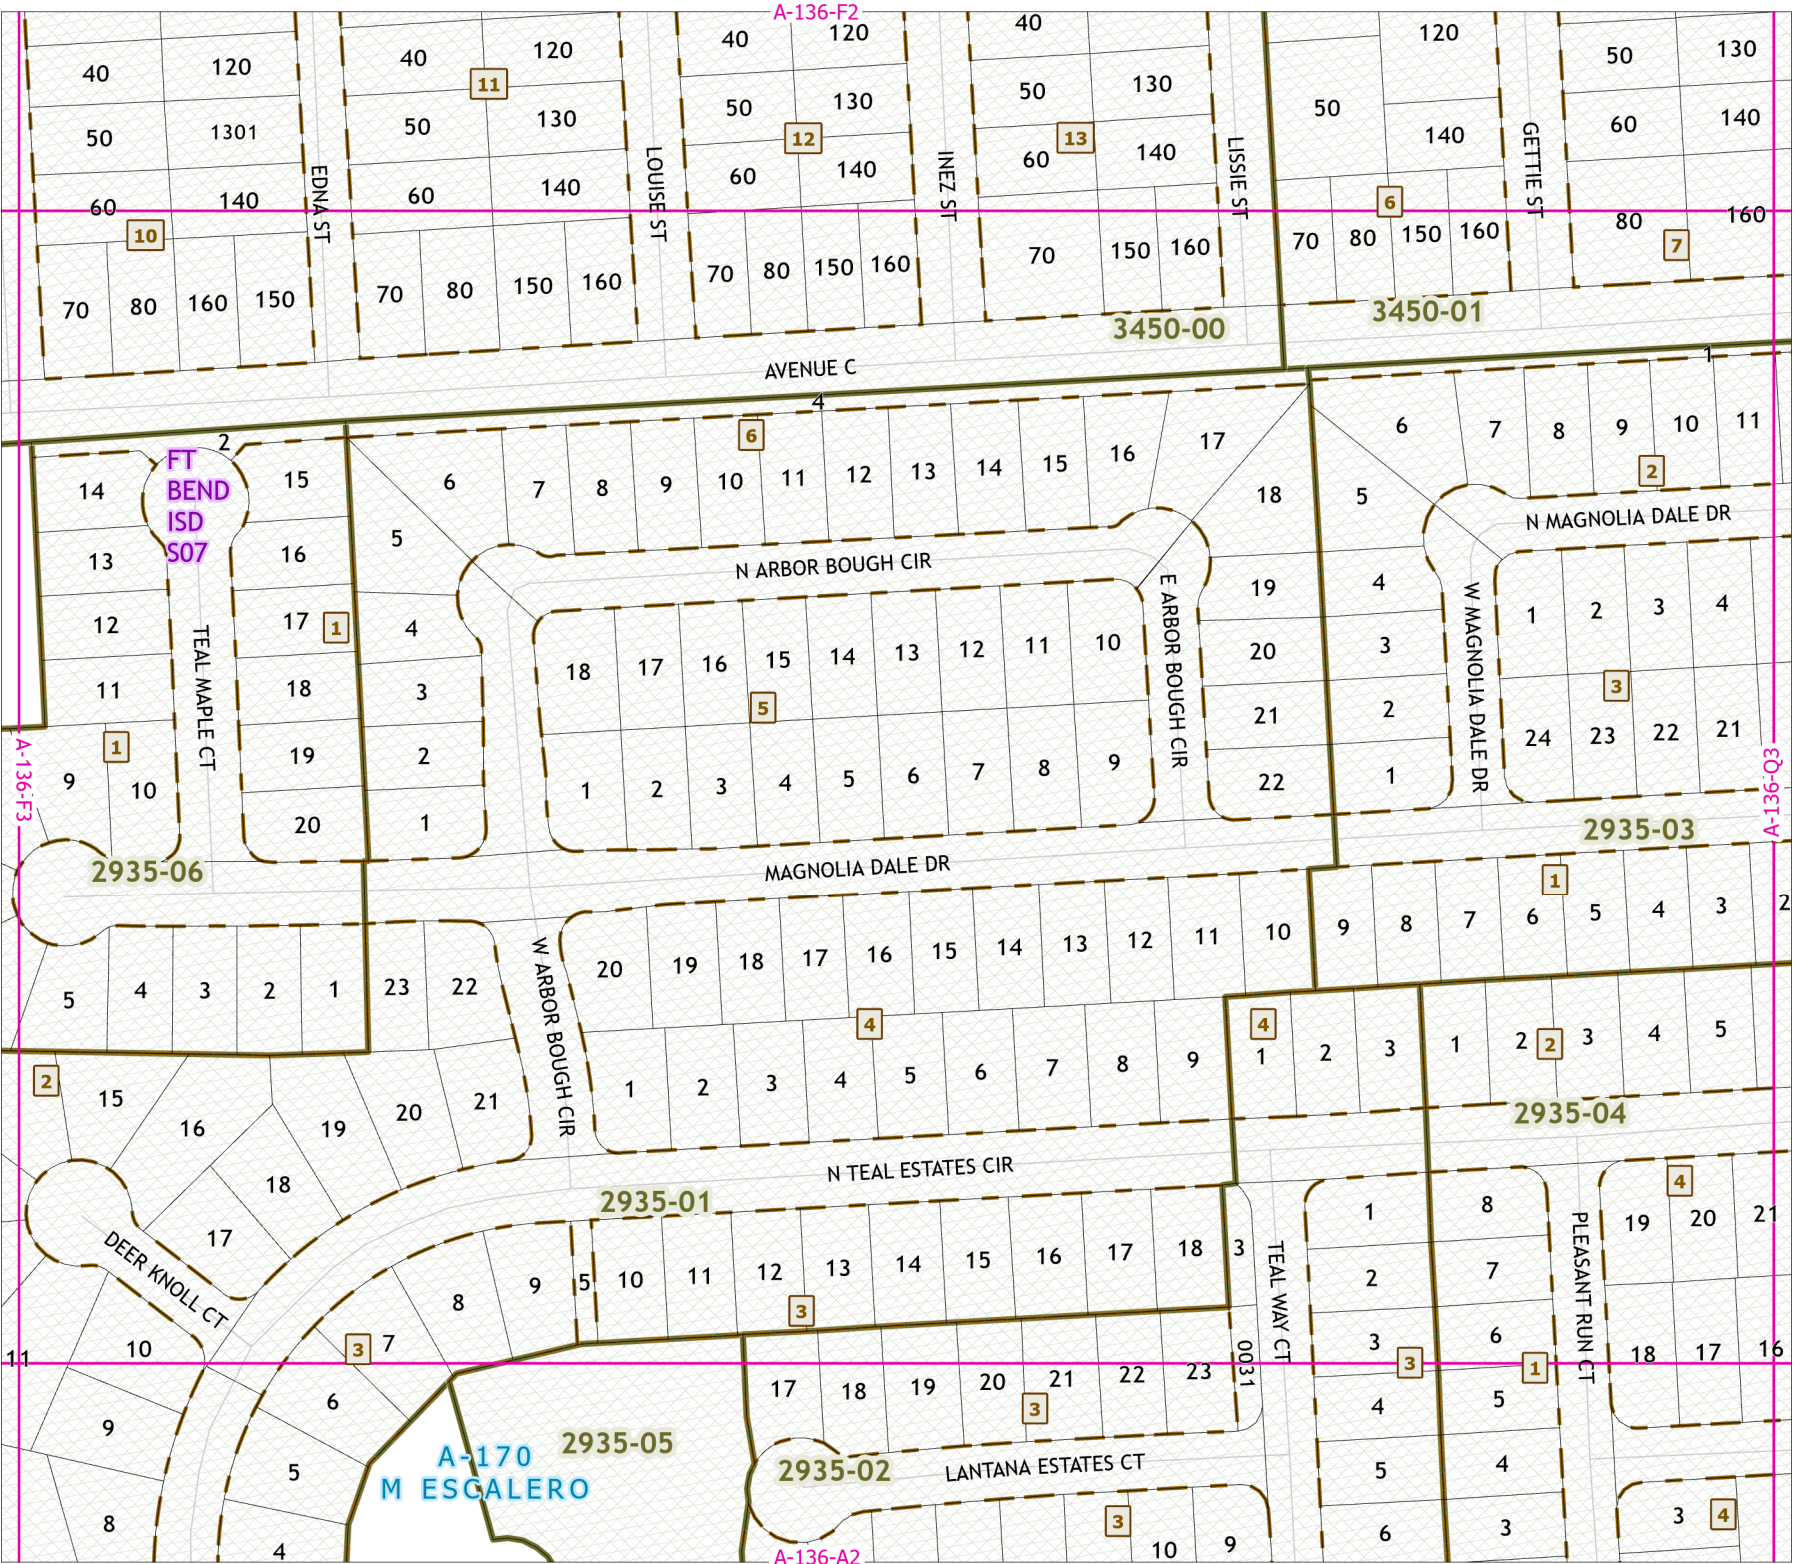 A-136-F2
40 120 40 120 40 120 40 120 50 130
11
50 1301 50 130 50 130 50 130 50 140 60 140
12 13
60 140 60 140 60 140 60 140
EDNA ST
LOUISE ST
INEZ ST
LISSIE ST
GETTIE ST
10 6 7
70 80 160 150 70 80 150 160 70 80 150 160 70 150 160 70 80 150 160 80 160
3450-00 3450-01
AVENUE C
2 4 1
FT
BEND
ISD
S07
14 15 6 7 8 9 10 11 12 13 14 15 16 17 6 7 8 9 10 11
6 2
13 16 5 18 5
N ARBOR BOUGH CIR
N MAGNOLIA DALE DR
12 17 1 4 19 4 1 2 3 4
TEAL MAPLE CT
E ARBOR BOUGH CIR
W MAGNOLIA DALE DR
18 17 16 15 14 13 12 11 10
11 18 3 20 3
5 3
1 19 2 21 2 24 23 22 21
9 10 1 2 3 4 5 6 7 8 9 22 1
20 1
A-136-F3
A-136-Q3
2935-06 2935-03
MAGNOLIA DALE DR
1
20 19 18 17 16 15 14 13 12 11 10 9 8 7 6 5 4 3 2
W ARBOR BOUGH CIR
5 4 3 2 1 23 22
4 4 2
1 2 3 4 5 6 7 8 9 1 2 3 1 2 3 4 5
2
15 16 19 20 21
2935-04
N TEAL ESTATES CIR
18 17
2935-01
4
DEER KNOLL CT
8 9 5 10 11 12 13 14 15 16 17 18 3 1 8 19 20 21
TEAL WAY CT
PLEASANT RUN CT
3 2 7
10 3 7
11
0031
3 3 6 1 18 17 16
6 17 18 19 20 21 22 23
9 3 4 5
2935-05
A-170
M ESCALERO
5 2935-02
LANTANA ESTATES CT
5 4
8 4 3 10 9 6 3 3 4
A-136-A2